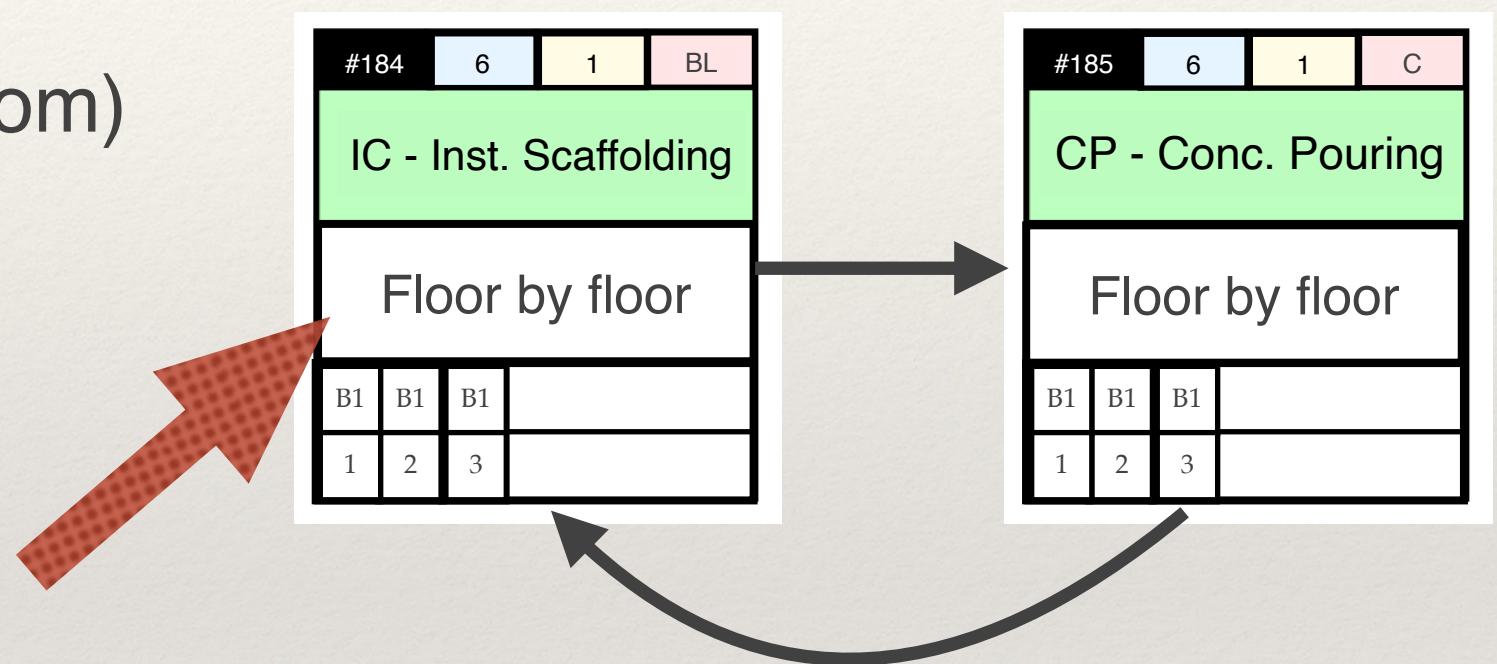 om)
#184 6 1 BL
IC - Inst. Scaffolding
Floor by floor
B1 B1 B1
1 2 3
#185 6 1 C
CP - Conc. Pouring
Floor by floor
B1 B1 B1
1 2 3